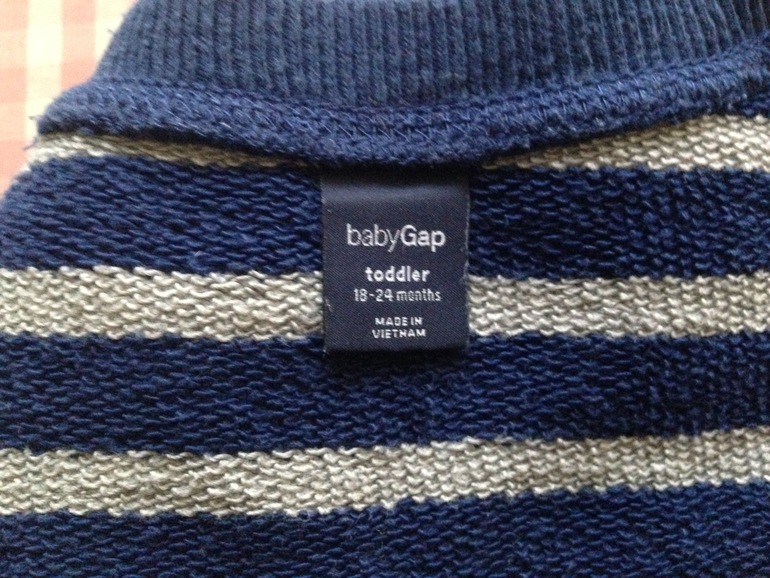 babyGap
toddler
18-24 months
MADE IN
VIETNAM